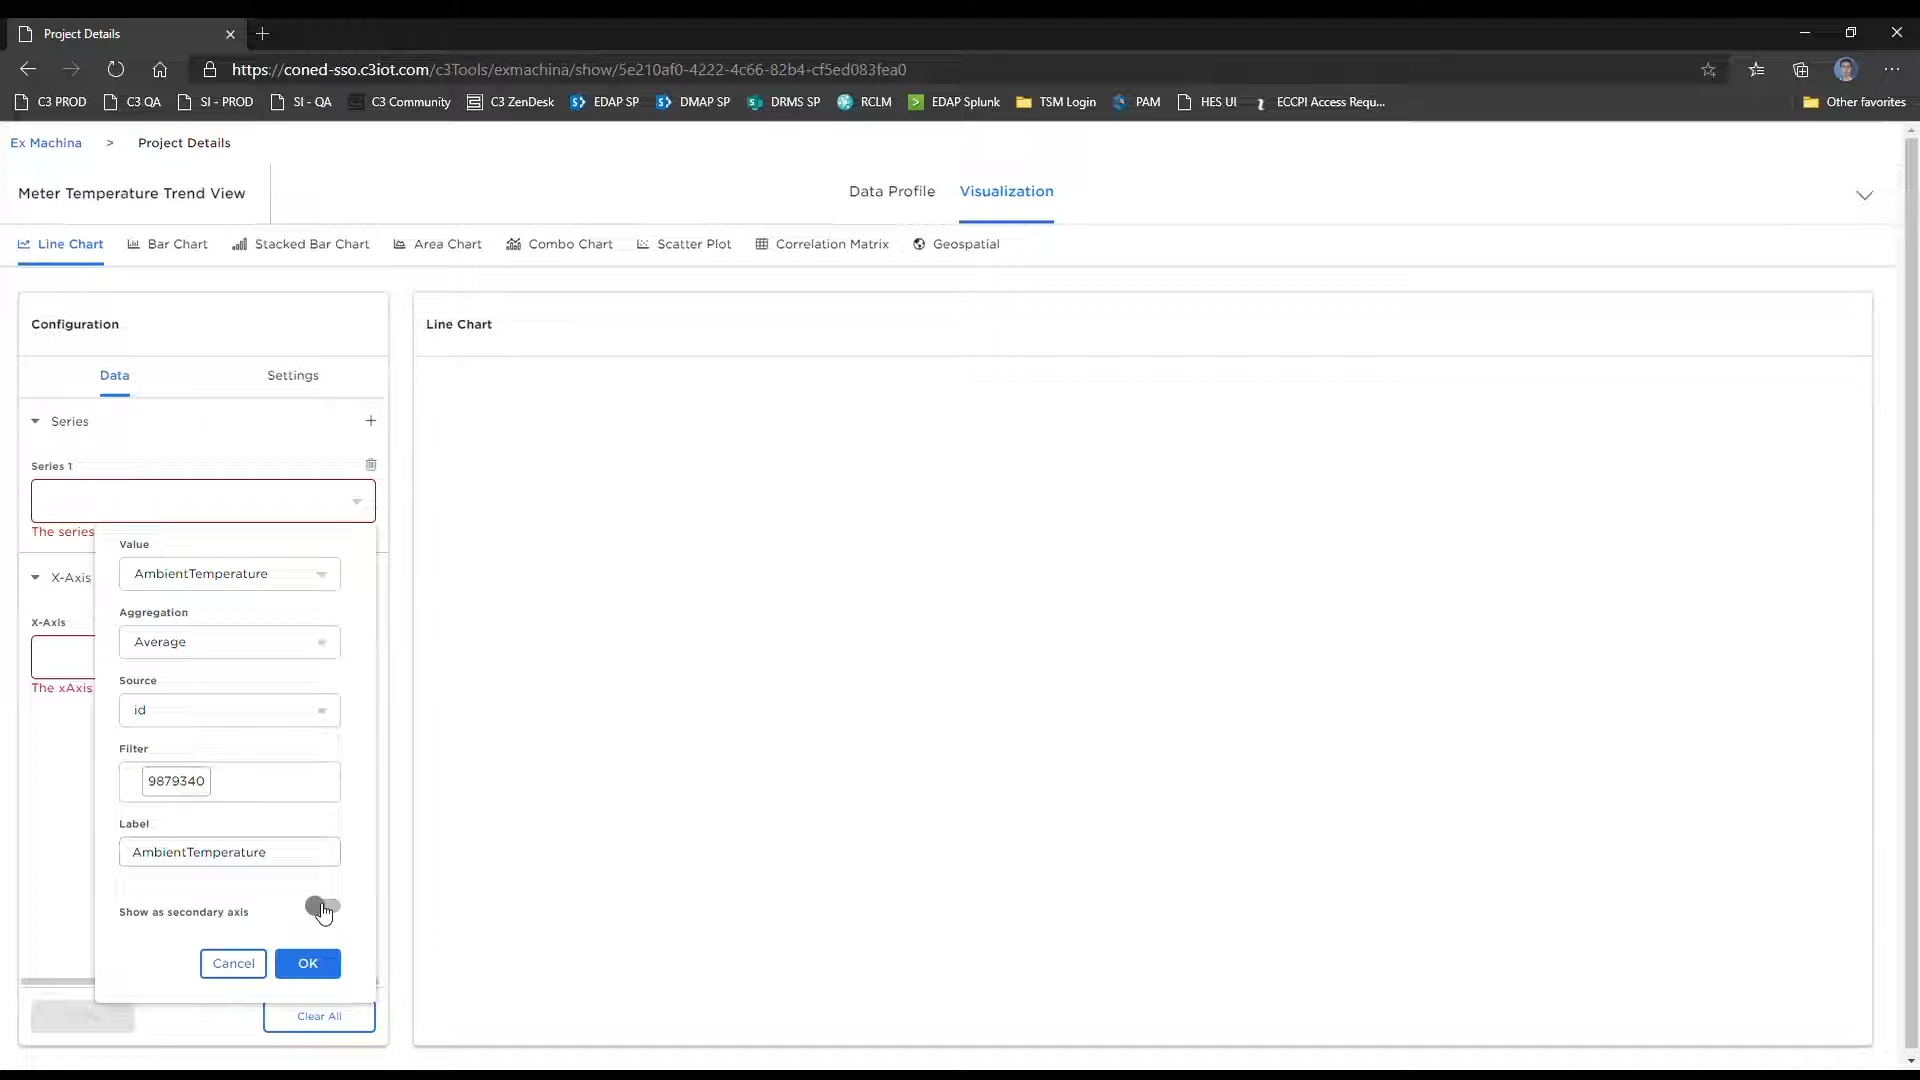 Project Details
https://coned-sso.c3iot.com/c3Tools/exmachina/show/5e210af0-4222-4c66-82b4-cf5ed083fea0
C3 PROD C3 QA SI - PROD SI - QA C3 Community C3 ZenDesk EDAP SP DMAP SP DRMS SP RCLM EDAP Splunk TSM Login PAM HES UI ECCPI Access Requ... Other favorites
Ex Machina > Project Details
Meter Temperature Trend View
Data Profile Visualization
Line Chart Bar Chart Stacked Bar Chart Area Chart Combo Chart Scatter Plot Correlation Matrix Geospatial
Configuration
Line Chart
Data Settings
Series +
Series 1
The series
Value
AmbientTemperature
X-Axis
Aggregation
X-Axis
Average
Source
The xAxis
id
Filter
9879340
Label
AmbientTemperature
Show as secondary axis
Cancel OK
Clear All